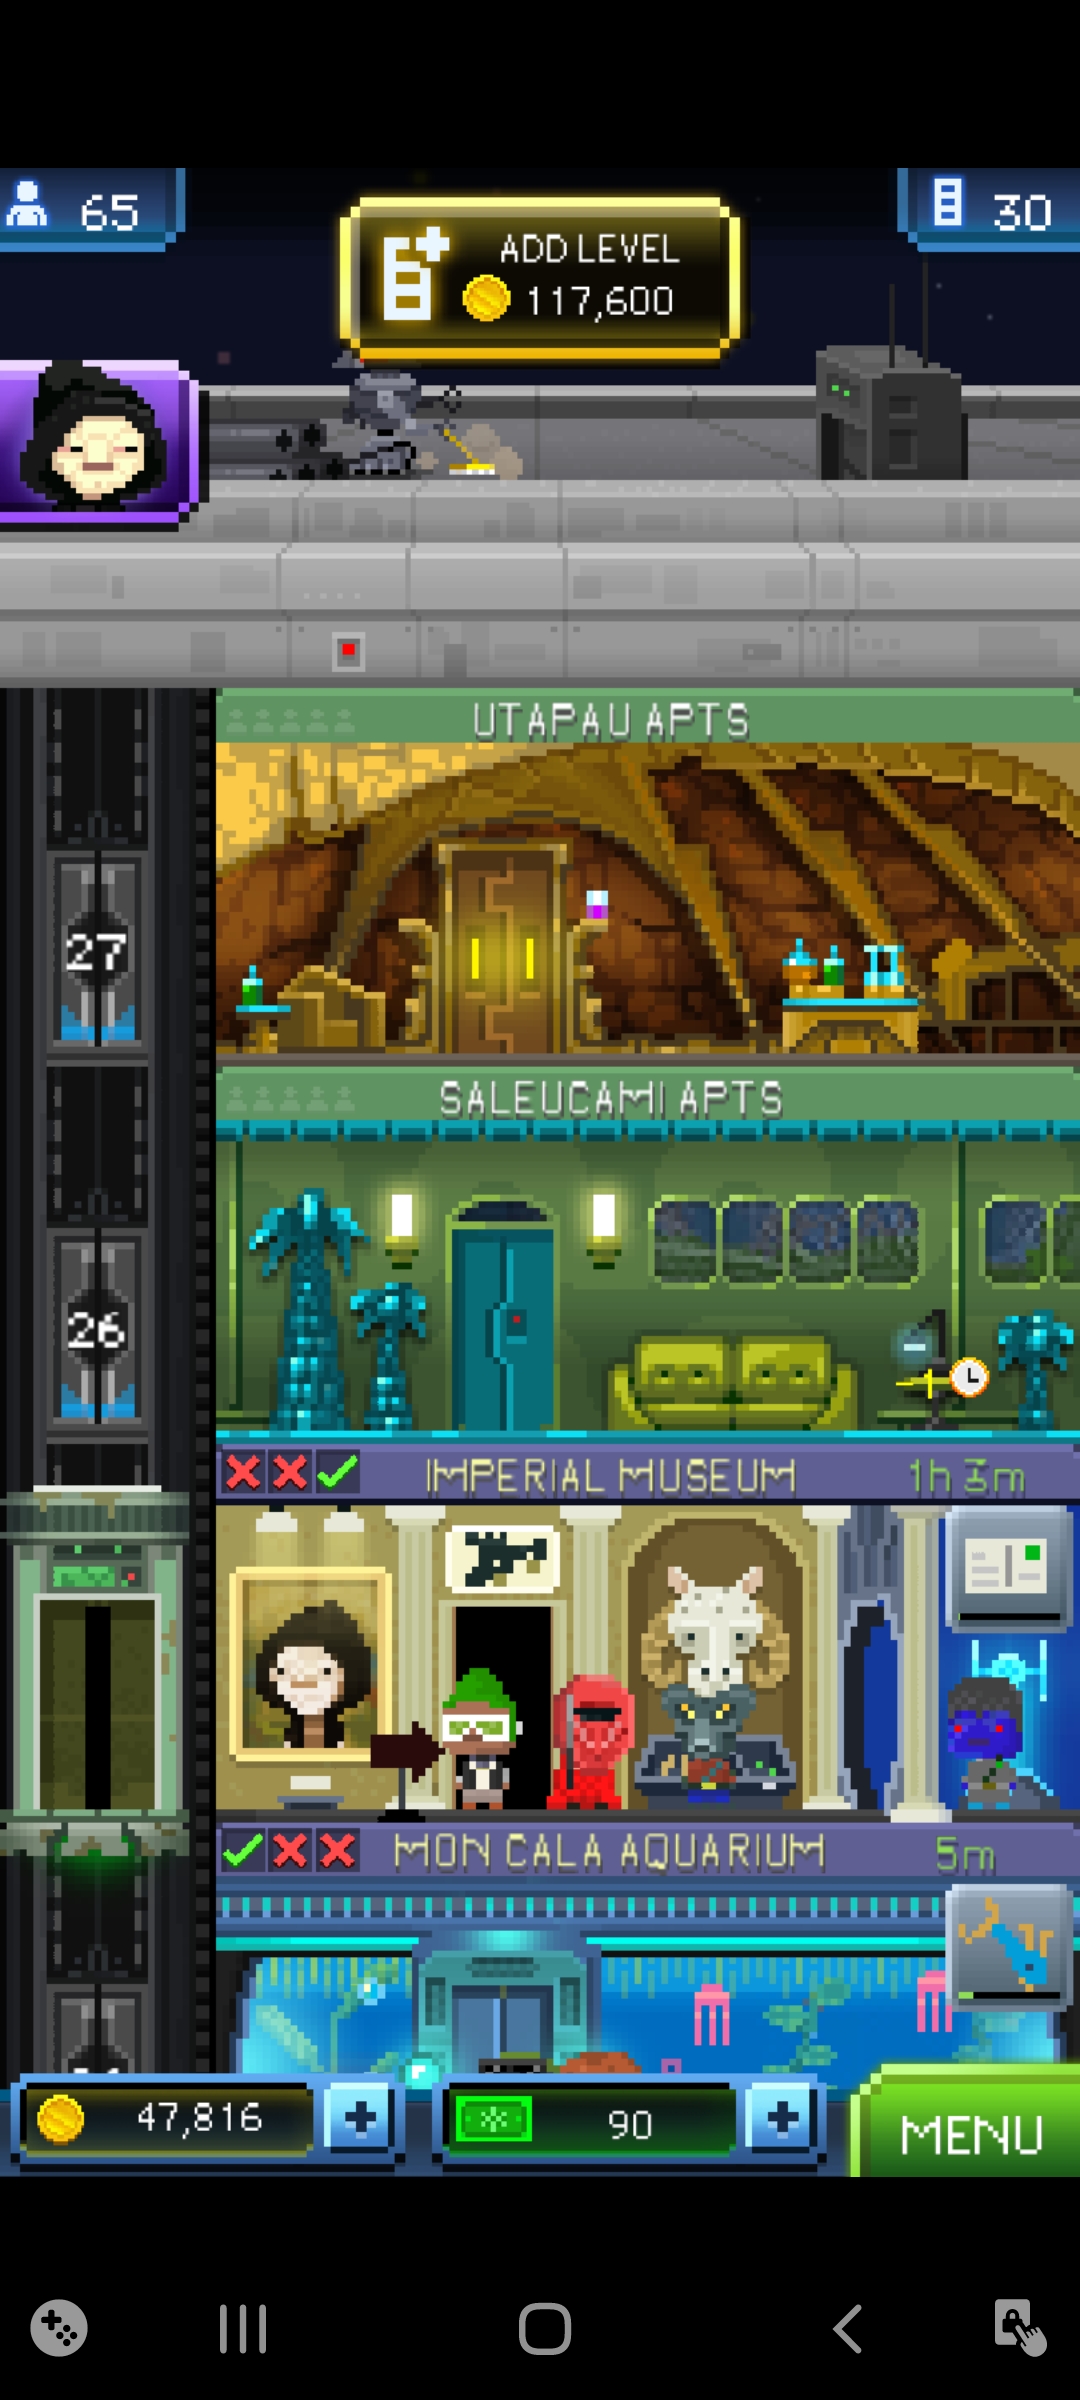 65
ADD LEVEL
117,600
30
UTAPAU APTS
27
SALEUCAMI APTS
26
IMPERIAL MUSEUM 1h 3m
MON CALA AQUARIUM 5m
47,816
90
MENU